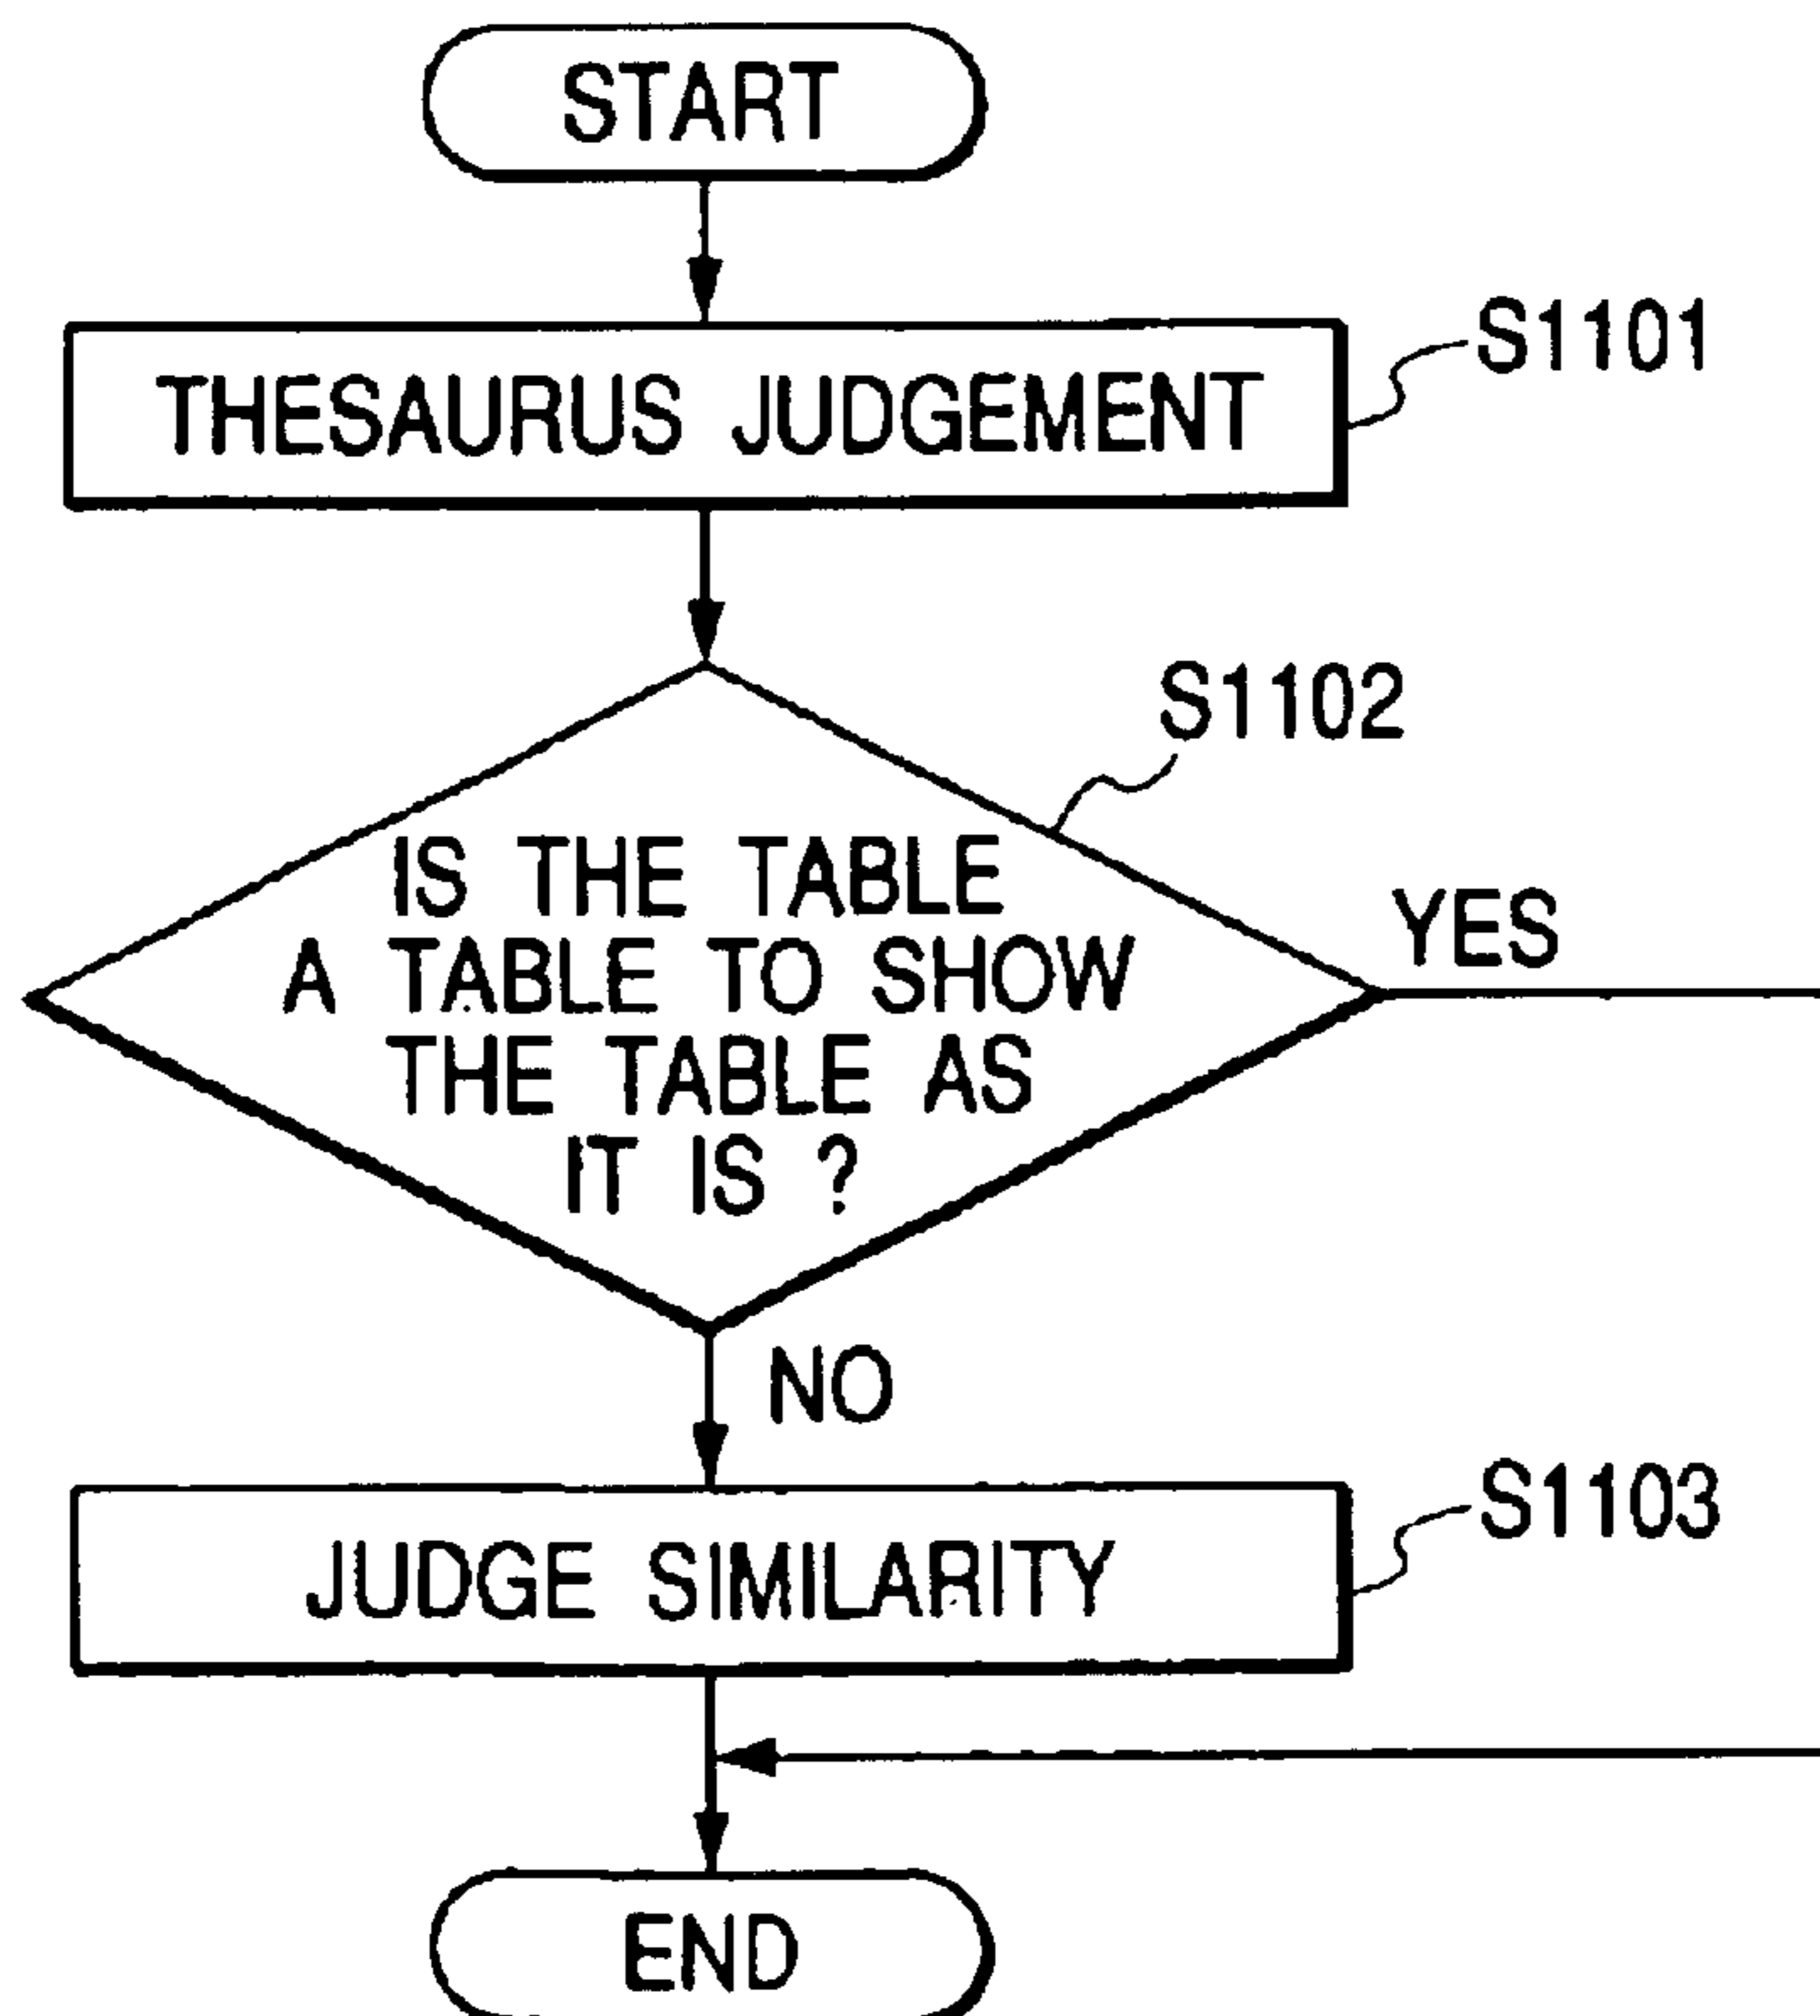 START
THESAURUS JUDGEMENT
S1101
S1102
IS THE TABLE
A TABLE TO SHOW
THE TABLE AS
IT IS ?
YES
NO
JUDGE SIMILARITY
S1103
END